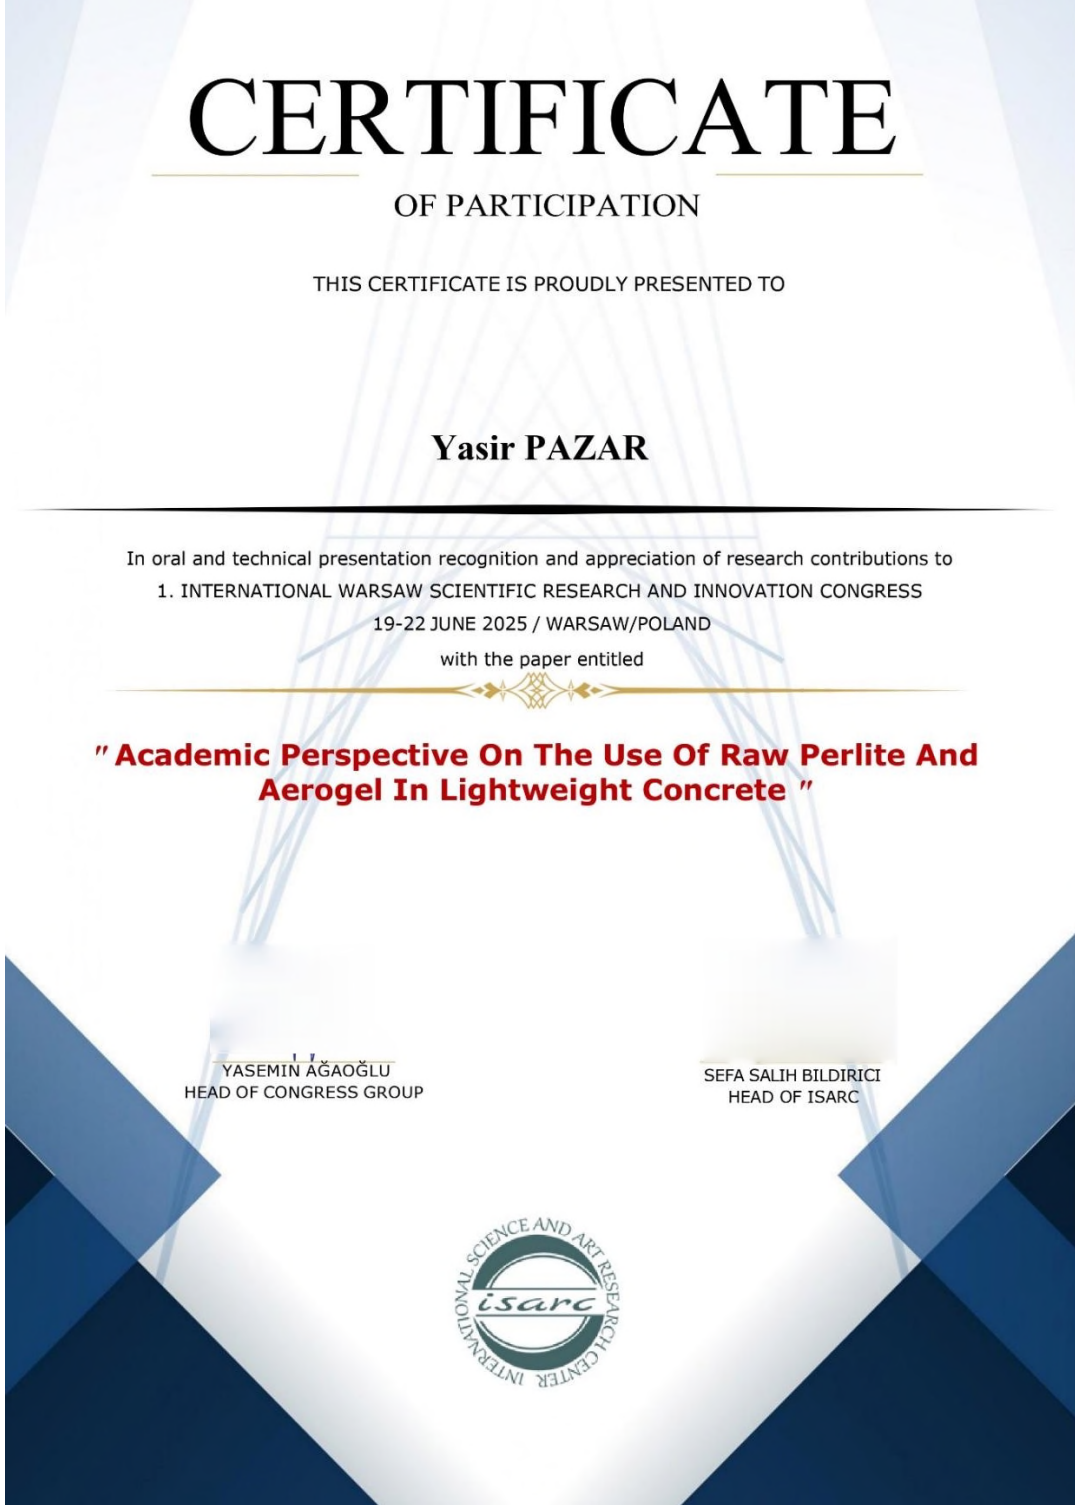 CERTIFICATE
OF PARTICIPATION
THIS CERTIFICATE IS PROUDLY PRESENTED TO
Yasir PAZAR
In oral and technical presentation recognition and appreciation of research contributions to
1. INTERNATIONAL WARSAW SCIENTIFIC RESEARCH AND INNOVATION CONGRESS
19-22 JUNE 2025 / WARSAW/POLAND
with the paper entitled
" Academic Perspective On The Use Of Raw Perlite And
Aerogel In Lightweight Concrete "
YASEMİN AĞAOĞLU
HEAD OF CONGRESS GROUP
SEFA SALIH BILDIRICI
HEAD OF ISARC
INTERNATIONAL SCIENCE AND ART RESEARCH CENTER
isarc